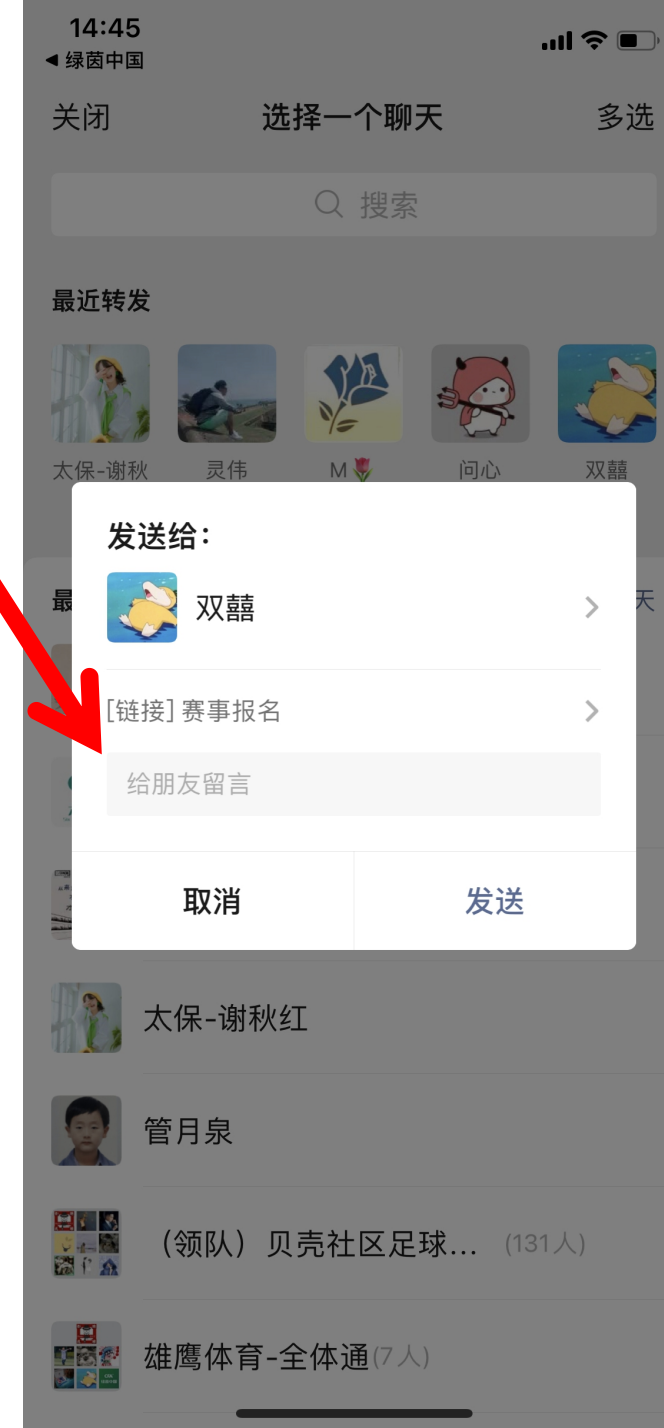 14:45
◀ 绿茵中国
关闭 选择一个聊天 多选
搜索
最近转发
太保-谢秋 灵伟 M🌷 问心 双囍
发送给：
最 双囍 天
[链接] 赛事报名
给朋友留言
取消 发送
太保-谢秋红
管月泉
（领队）贝壳社区足球... (131人)
雄鹰体育-全体通(7人)